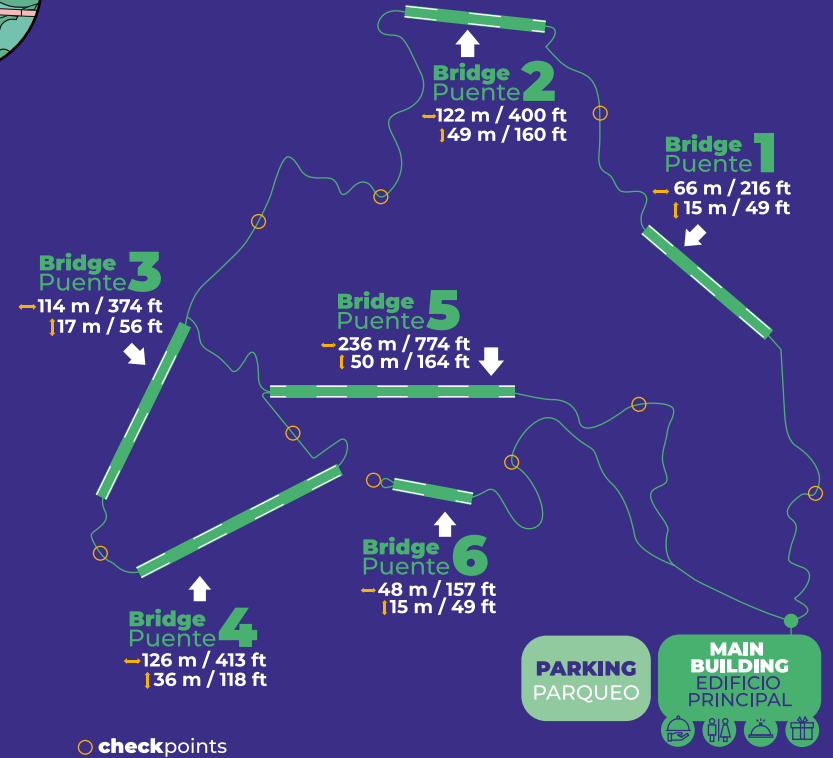 Bridge 2
Puente
122 m / 400 ft
49 m / 160 ft
Bridge 1
Puente
66 m / 216 ft
15 m / 49 ft
Bridge 3
Puente
114 m / 374 ft
17 m / 56 ft
Bridge 5
Puente
236 m / 774 ft
50 m / 164 ft
Bridge 6
Puente
48 m / 157 ft
15 m / 49 ft
Bridge 4
Puente
126 m / 413 ft
36 m / 118 ft
PARKING
PARQUEO
MAIN
BUILDING
EDIFICIO
PRINCIPAL
checkpoints